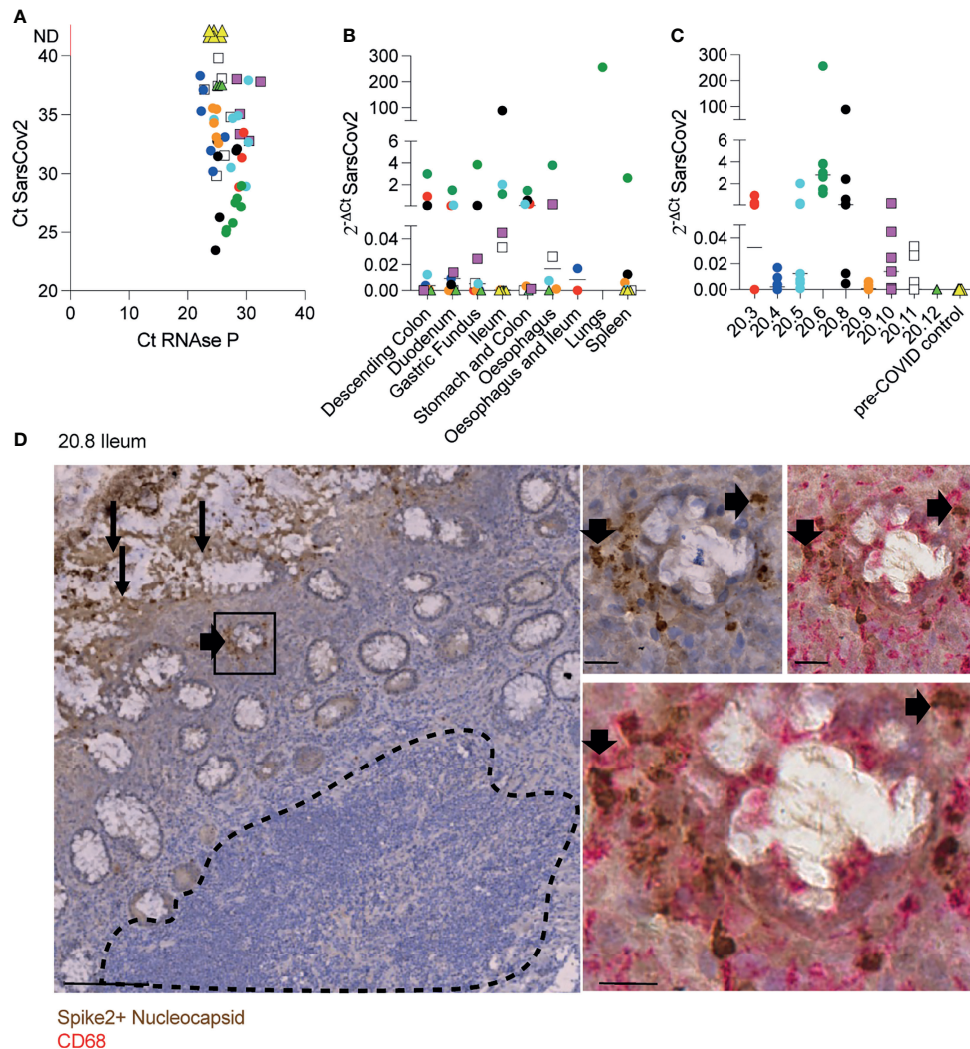 A
ND
40
35
30
25
20
0 10 20 30 40
Ct SarsCov2
Ct RNAse P
B
300
200
100
6
4
2
0.04
0.02
0.00
2-ΔCt SarsCov2
Descending Colon
Duodenum
Gastric Fundus
Ileum
Stomach and Colon
Oesophagus
Oesophagus and Ileum
Lungs
Spleen
C
300
200
100
6
4
2
0.04
0.02
0.00
2-ΔCt SarsCov2
20.3
20.4
20.5
20.6
20.8
20.9
20.10
20.11
20.12
pre-COVID control
D 20.8 Ileum
Spike2+ Nucleocapsid
CD68